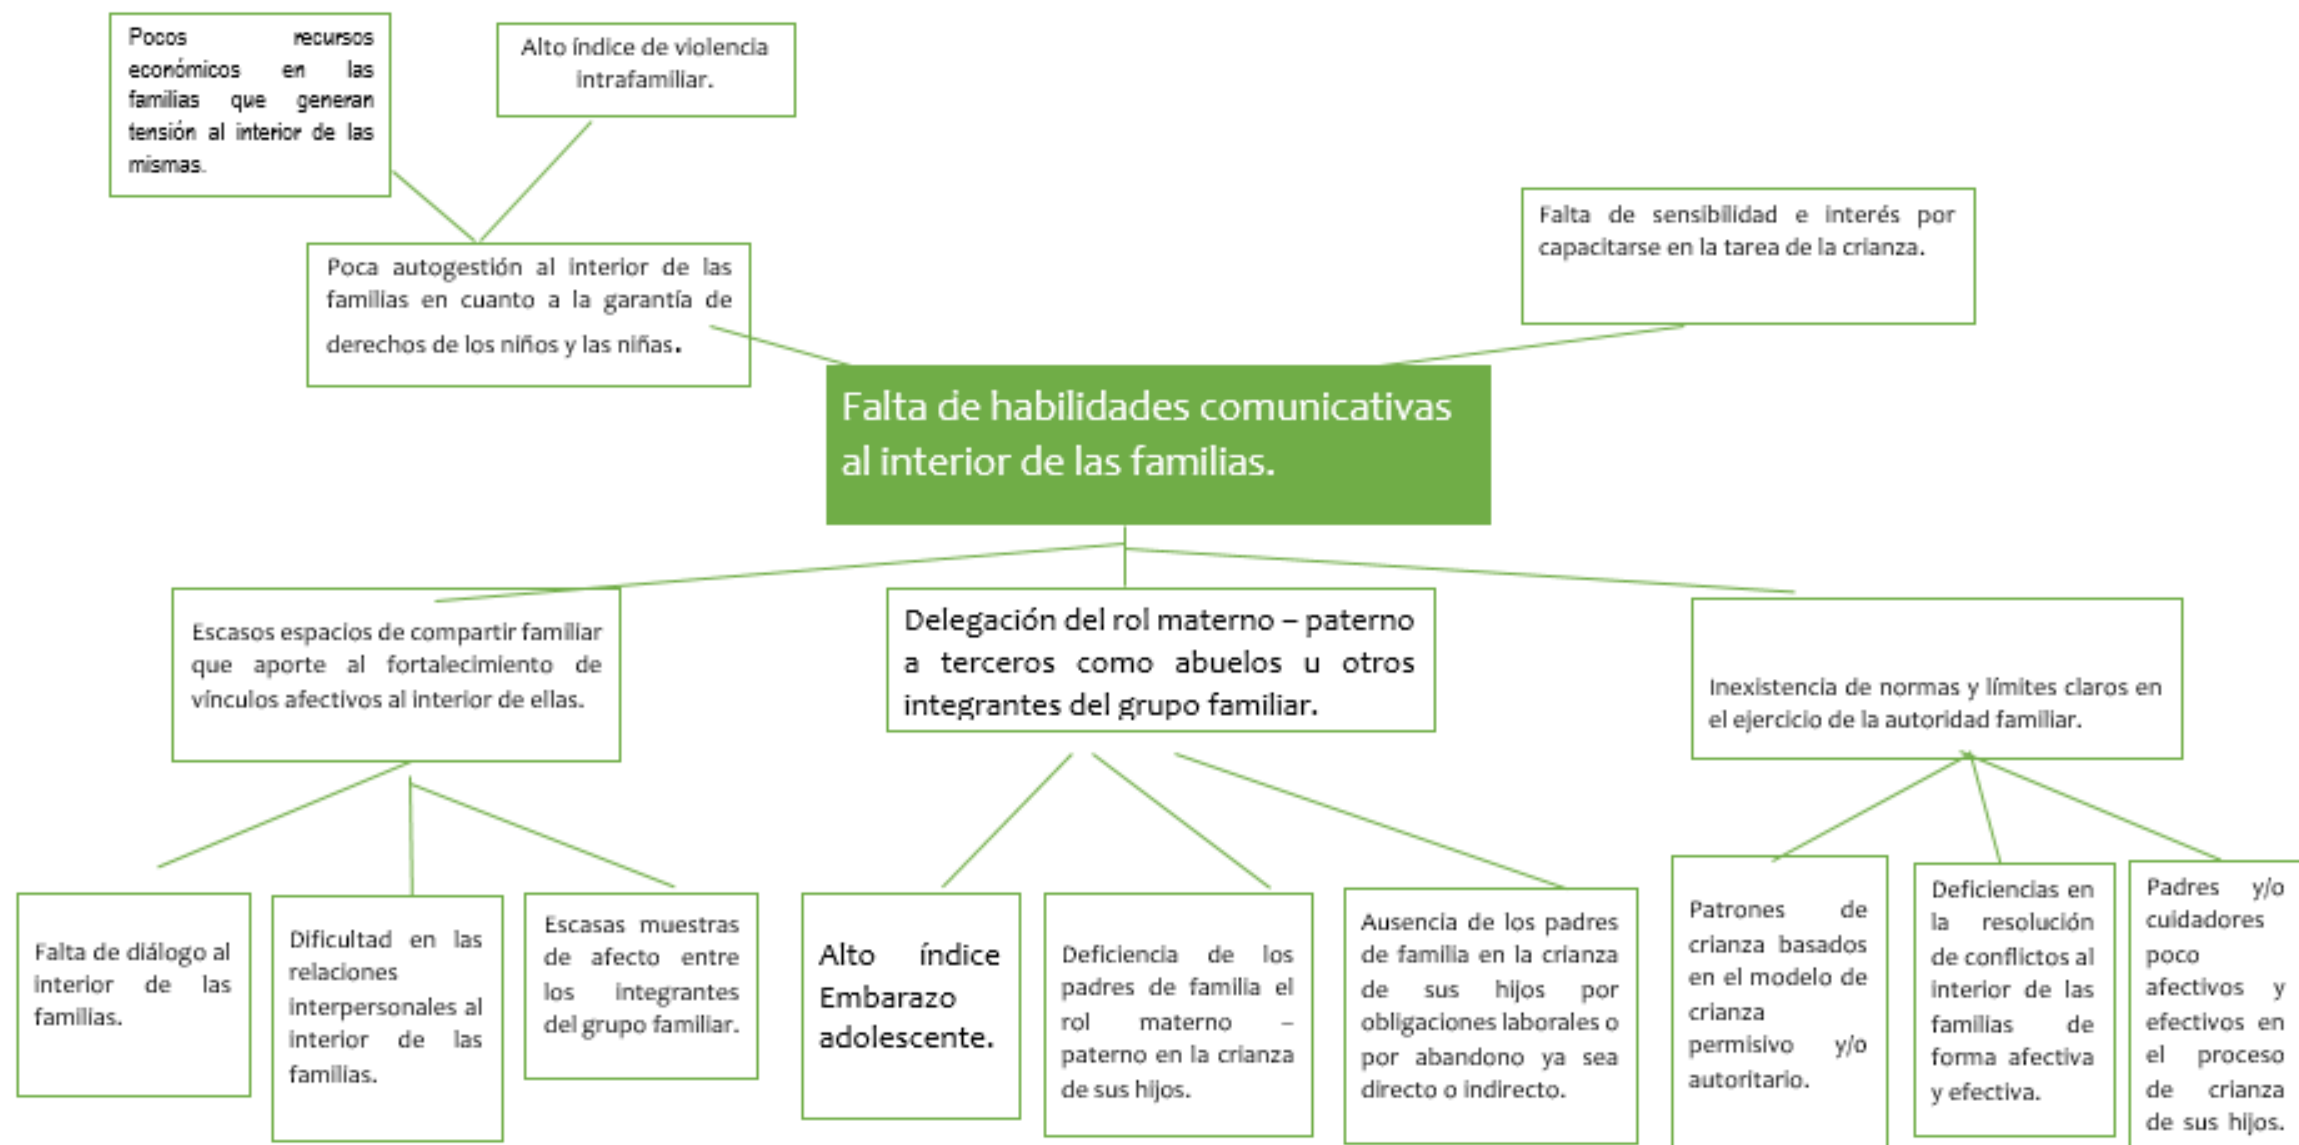 Pocos recursos
económicos en las
familias que generan
tensión al interior de las
mismas.
Alto índice de violencia
intrafamiliar.
Falta de sensibilidad e interés por
capacitarse en la tarea de la crianza.
Poca autogestión al interior de las
familias en cuanto a la garantía de
derechos de los niños y las niñas.
Falta de habilidades comunicativas
al interior de las familias.
Escasos espacios de compartir familiar
que aporte al fortalecimiento de
vínculos afectivos al interior de ellas.
Delegación del rol materno – paterno
a terceros como abuelos u otros
integrantes del grupo familiar.
Inexistencia de normas y límites claros en
el ejercicio de la autoridad familiar.
Falta de diálogo al
interior de las
familias.
Dificultad en las
relaciones
interpersonales al
interior de las
familias.
Escasas muestras
de afecto entre
los integrantes
del grupo familiar.
Alto índice
Embarazo
adolescente.
Deficiencia de los
padres de familia el
rol materno –
paterno en la crianza
de sus hijos.
Ausencia de los padres
de familia en la crianza
de sus hijos por
obligaciones laborales o
por abandono ya sea
directo o indirecto.
Patrones de
crianza basados
en el modelo de
crianza
permisivo y/o
autoritario.
Deficiencias en
la resolución
de conflictos al
interior de las
familias de
forma afectiva
y efectiva.
Padres y/o
cuidadores
poco
afectivos y
efectivos en
el proceso
de crianza
de sus hijos.